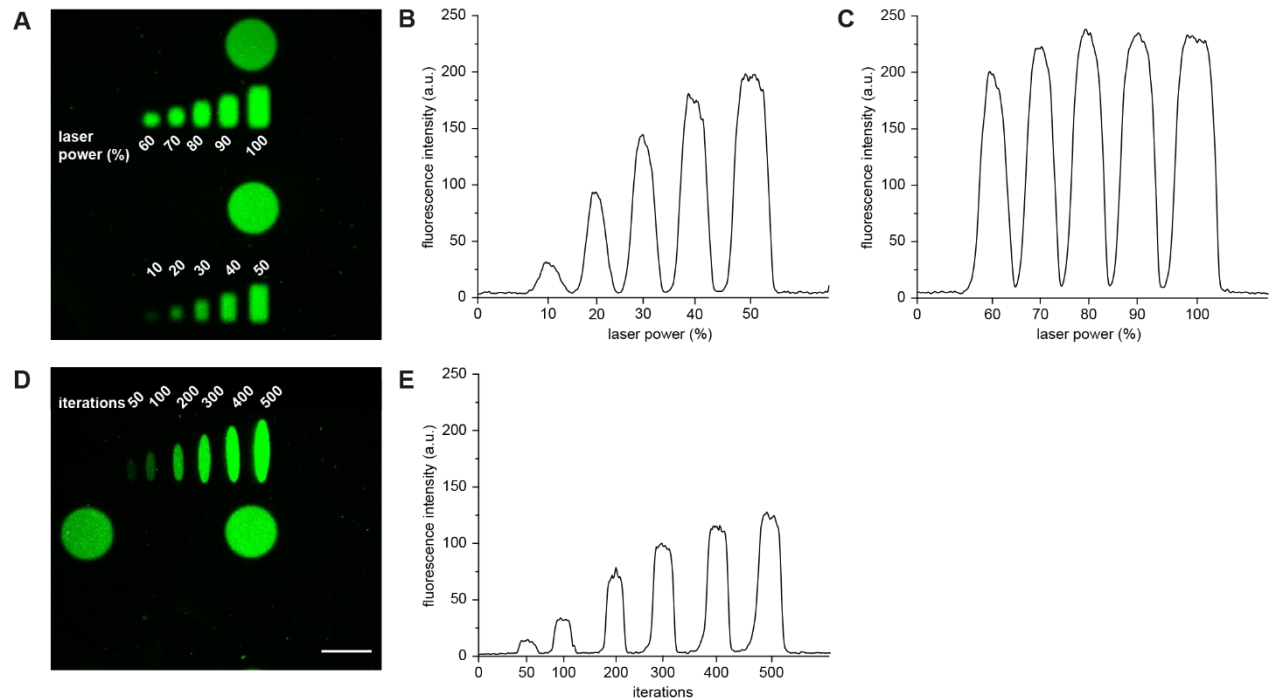 A
laser
power (%)
60 70 80 90 100
10 20 30 40 50
B
fluorescence intensity (a.u.)
250
200
150
100
50
0
0 10 20 30 40 50
laser power (%)
C
fluorescence intensity (a.u.)
250
200
150
100
50
0
0 60 70 80 90 100
laser power (%)
D
iterations 50 100 200 300 400 500
E
fluorescence intensity (a.u.)
250
200
150
100
50
0
0 50 100 200 300 400 500
iterations